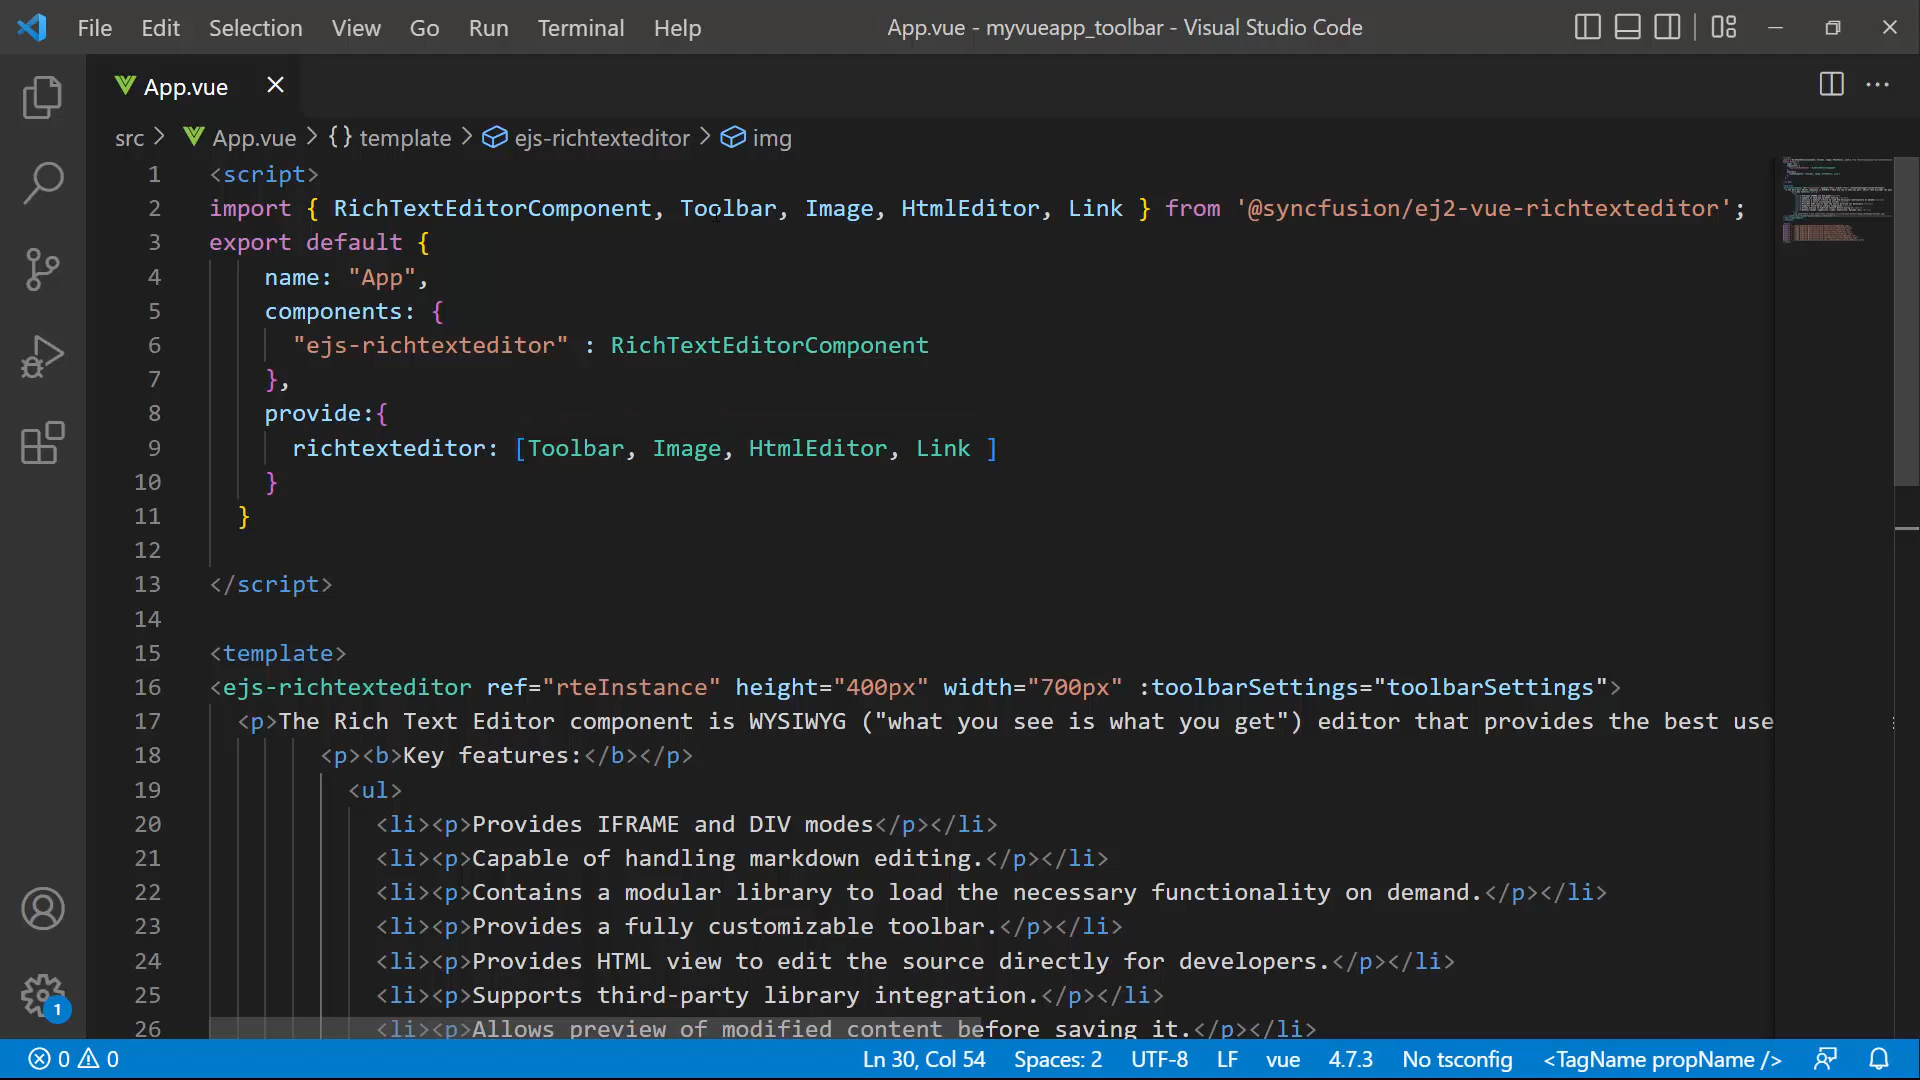 File Edit Selection View Go Run Terminal Help App.vue - myvueapp_toolbar - Visual Studio Code
App.vue
src > App.vue > {} template > ejs-richtexteditor > img
1 <script>
2 import { RichTextEditorComponent, Toolbar, Image, HtmlEditor, Link } from '@syncfusion/ej2-vue-richtexteditor';
3 export default {
4 name: "App",
5 components: {
6 "ejs-richtexteditor" : RichTextEditorComponent
7 },
8 provide:{
9 richtexteditor: [Toolbar, Image, HtmlEditor, Link ]
10 }
11 }
12
13 </script>
14
15 <template>
16 <ejs-richtexteditor ref="rteInstance" height="400px" width="700px" :toolbarSettings="toolbarSettings">
17 <p>The Rich Text Editor component is WYSIWYG ("what you see is what you get") editor that provides the best use
18 <p><b>Key features:</b></p>
19 <ul>
20 <li><p>Provides IFRAME and DIV modes</p></li>
21 <li><p>Capable of handling markdown editing.</p></li>
22 <li><p>Contains a modular library to load the necessary functionality on demand.</p></li>
23 <li><p>Provides a fully customizable toolbar.</p></li>
24 <li><p>Provides HTML view to edit the source directly for developers.</p></li>
25 <li><p>Supports third-party library integration.</p></li>
26 <li><p>Allows preview of modified content before saving it.</p></li>
1
0 0 Ln 30, Col 54 Spaces: 2 UTF-8 LF vue 4.7.3 No tsconfig <TagName propName />